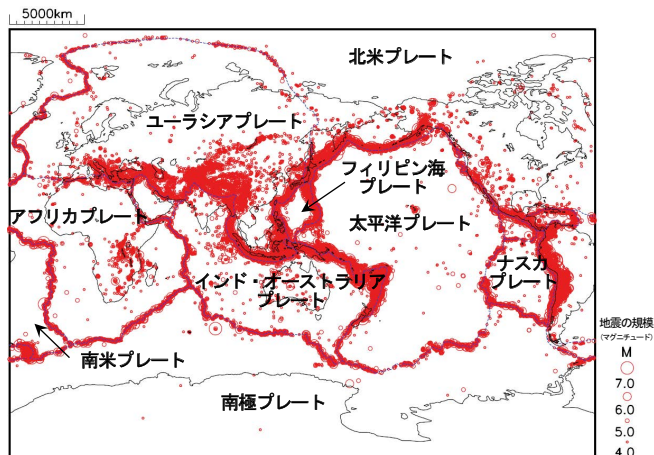 5000km
北米プレート
ユーラシアプレート
フィリピン海
プレート
アフリカプレート
太平洋プレート
ナスカ
プレート
インド・オーストラリア
プレート
南米プレート
南極プレート
地震の規模
(マグニチュード)
M
7.0
6.0
5.0
4.0